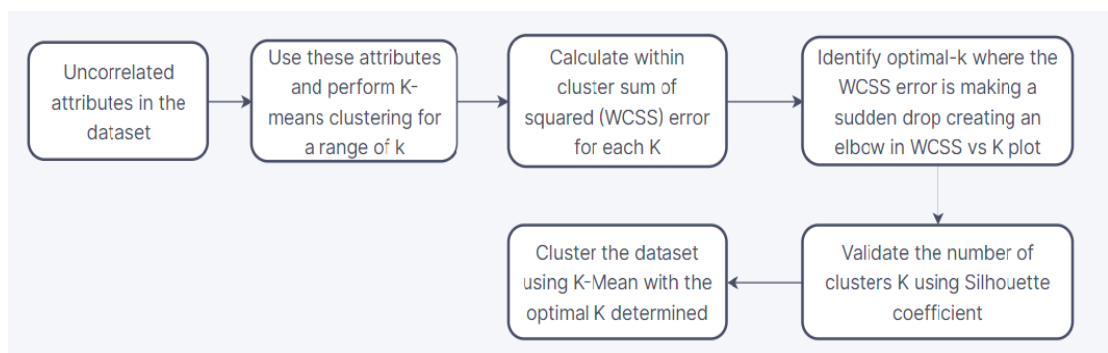 Uncorrelated
attributes in the
dataset
Use these attributes
and perform K-
means clustering for
a range of k
Calculate within
cluster sum of
squared (WCSS) error
for each K
Identify optimal-k where the
WCSS error is making a
sudden drop creating an
elbow in WCSS vs K plot
Validate the number of
clusters K using Silhouette
coefficient
Cluster the dataset
using K-Mean with the
optimal K determined